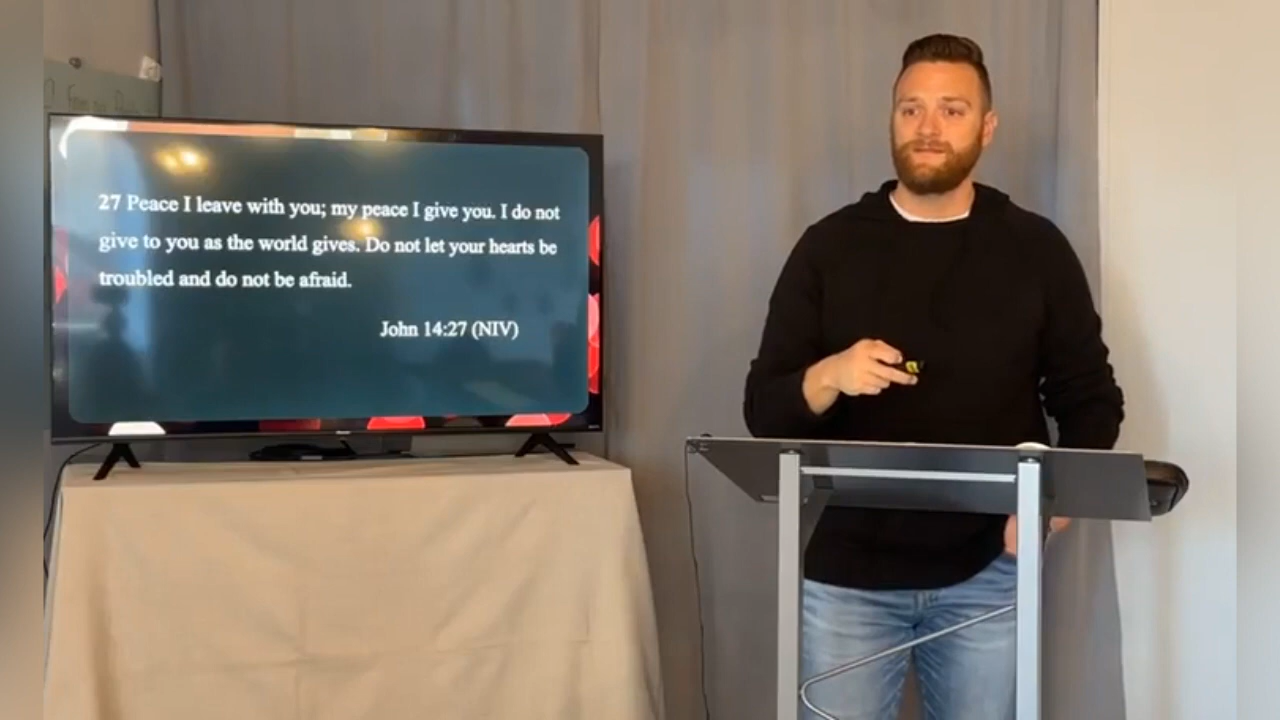 27 Peace I leave with you; my peace I give you. I do not
give to you as the world gives. Do not let your hearts be
troubled and do not be afraid.
John 14:27 (NIV)